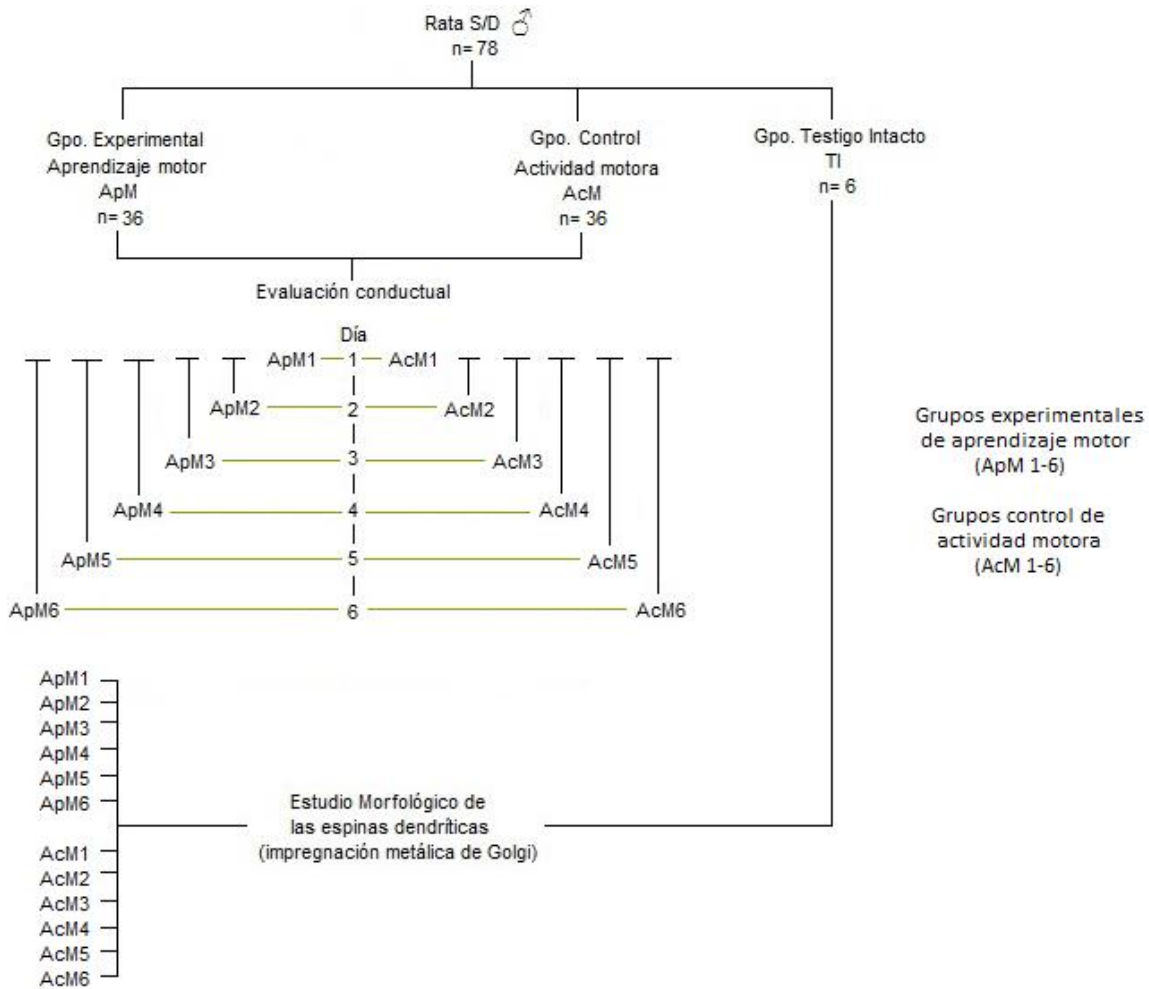 Rata S/D ♂
n= 78
Gpo. Experimental
Aprendizaje motor
ApM
n= 36
Gpo. Control
Actividad motora
AcM
n= 36
Gpo. Testigo Intacto
TI
n= 6
Evaluación conductual
Día
ApM1 1 AcM1
ApM2 2 AcM2
ApM3 3 AcM3
ApM4 4 AcM4
ApM5 5 AcM5
ApM6 6 AcM6
Grupos experimentales
de aprendizaje motor
(ApM 1-6)
Grupos control de
actividad motora
(AcM 1-6)
ApM1
ApM2
ApM3
ApM4
ApM5
ApM6
Estudio Morfológico de
las espinas dendríticas
(impregnación metálica de Golgi)
AcM1
AcM2
AcM3
AcM4
AcM5
AcM6